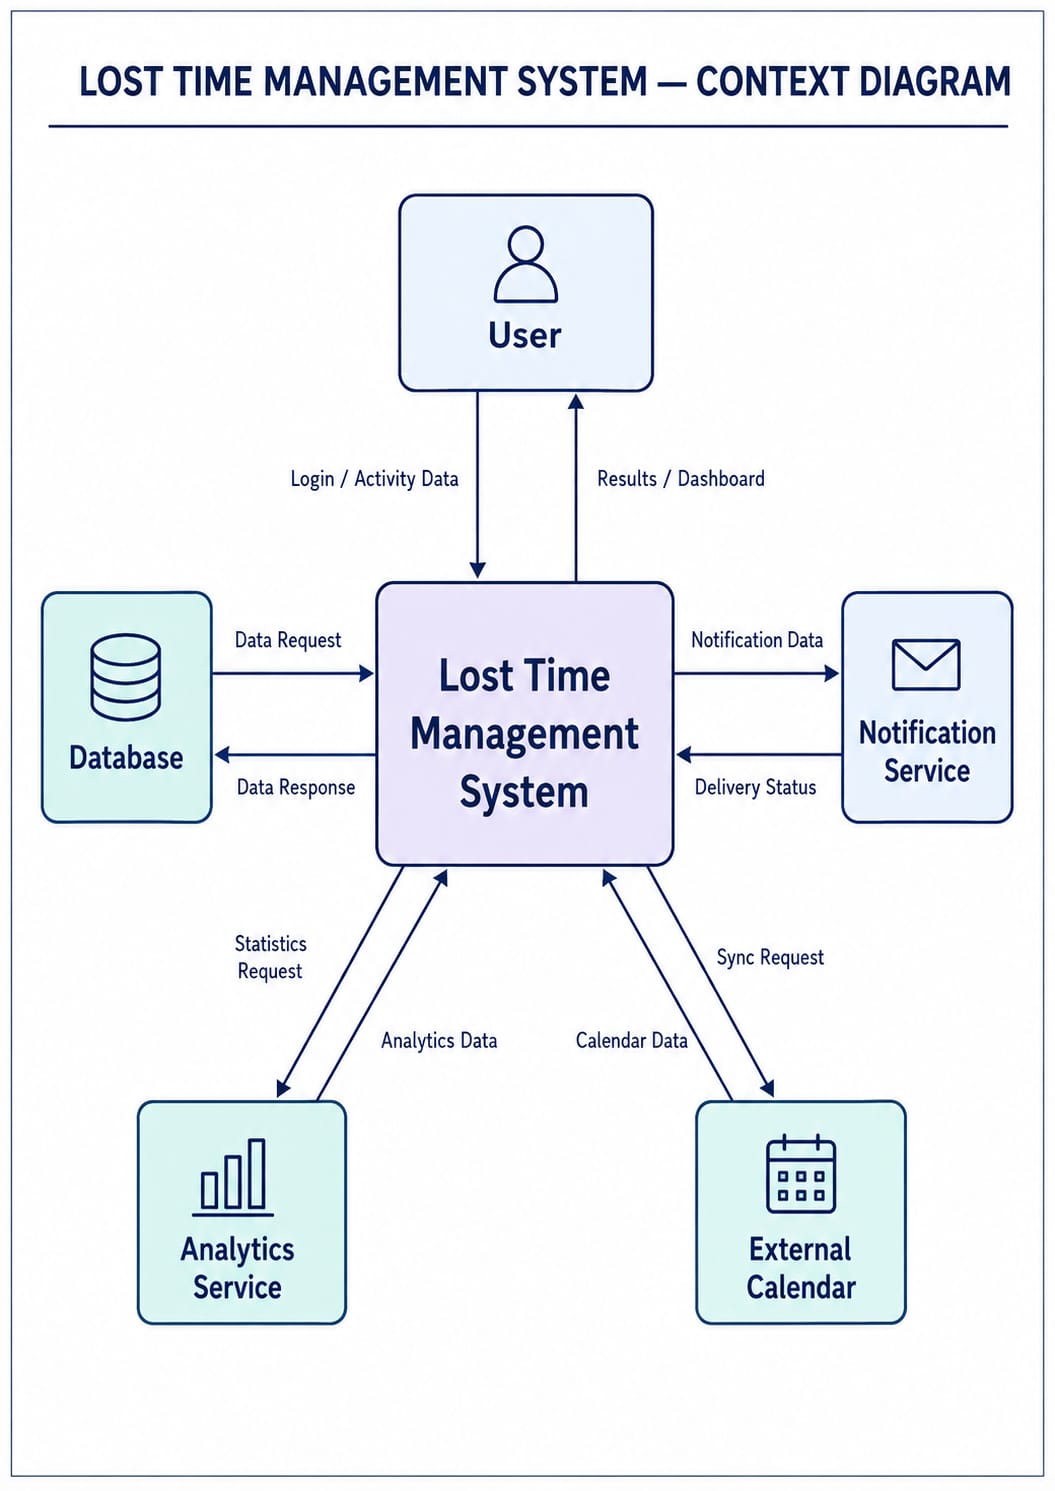 LOST TIME MANAGEMENT SYSTEM — CONTEXT DIAGRAM
User
Login / Activity Data
Results / Dashboard
Data Request
Notification Data
Database
Lost Time
Management
System
Notification
Service
Data Response
Delivery Status
Statistics
Request
Sync Request
Analytics Data
Calendar Data
Analytics
Service
External
Calendar